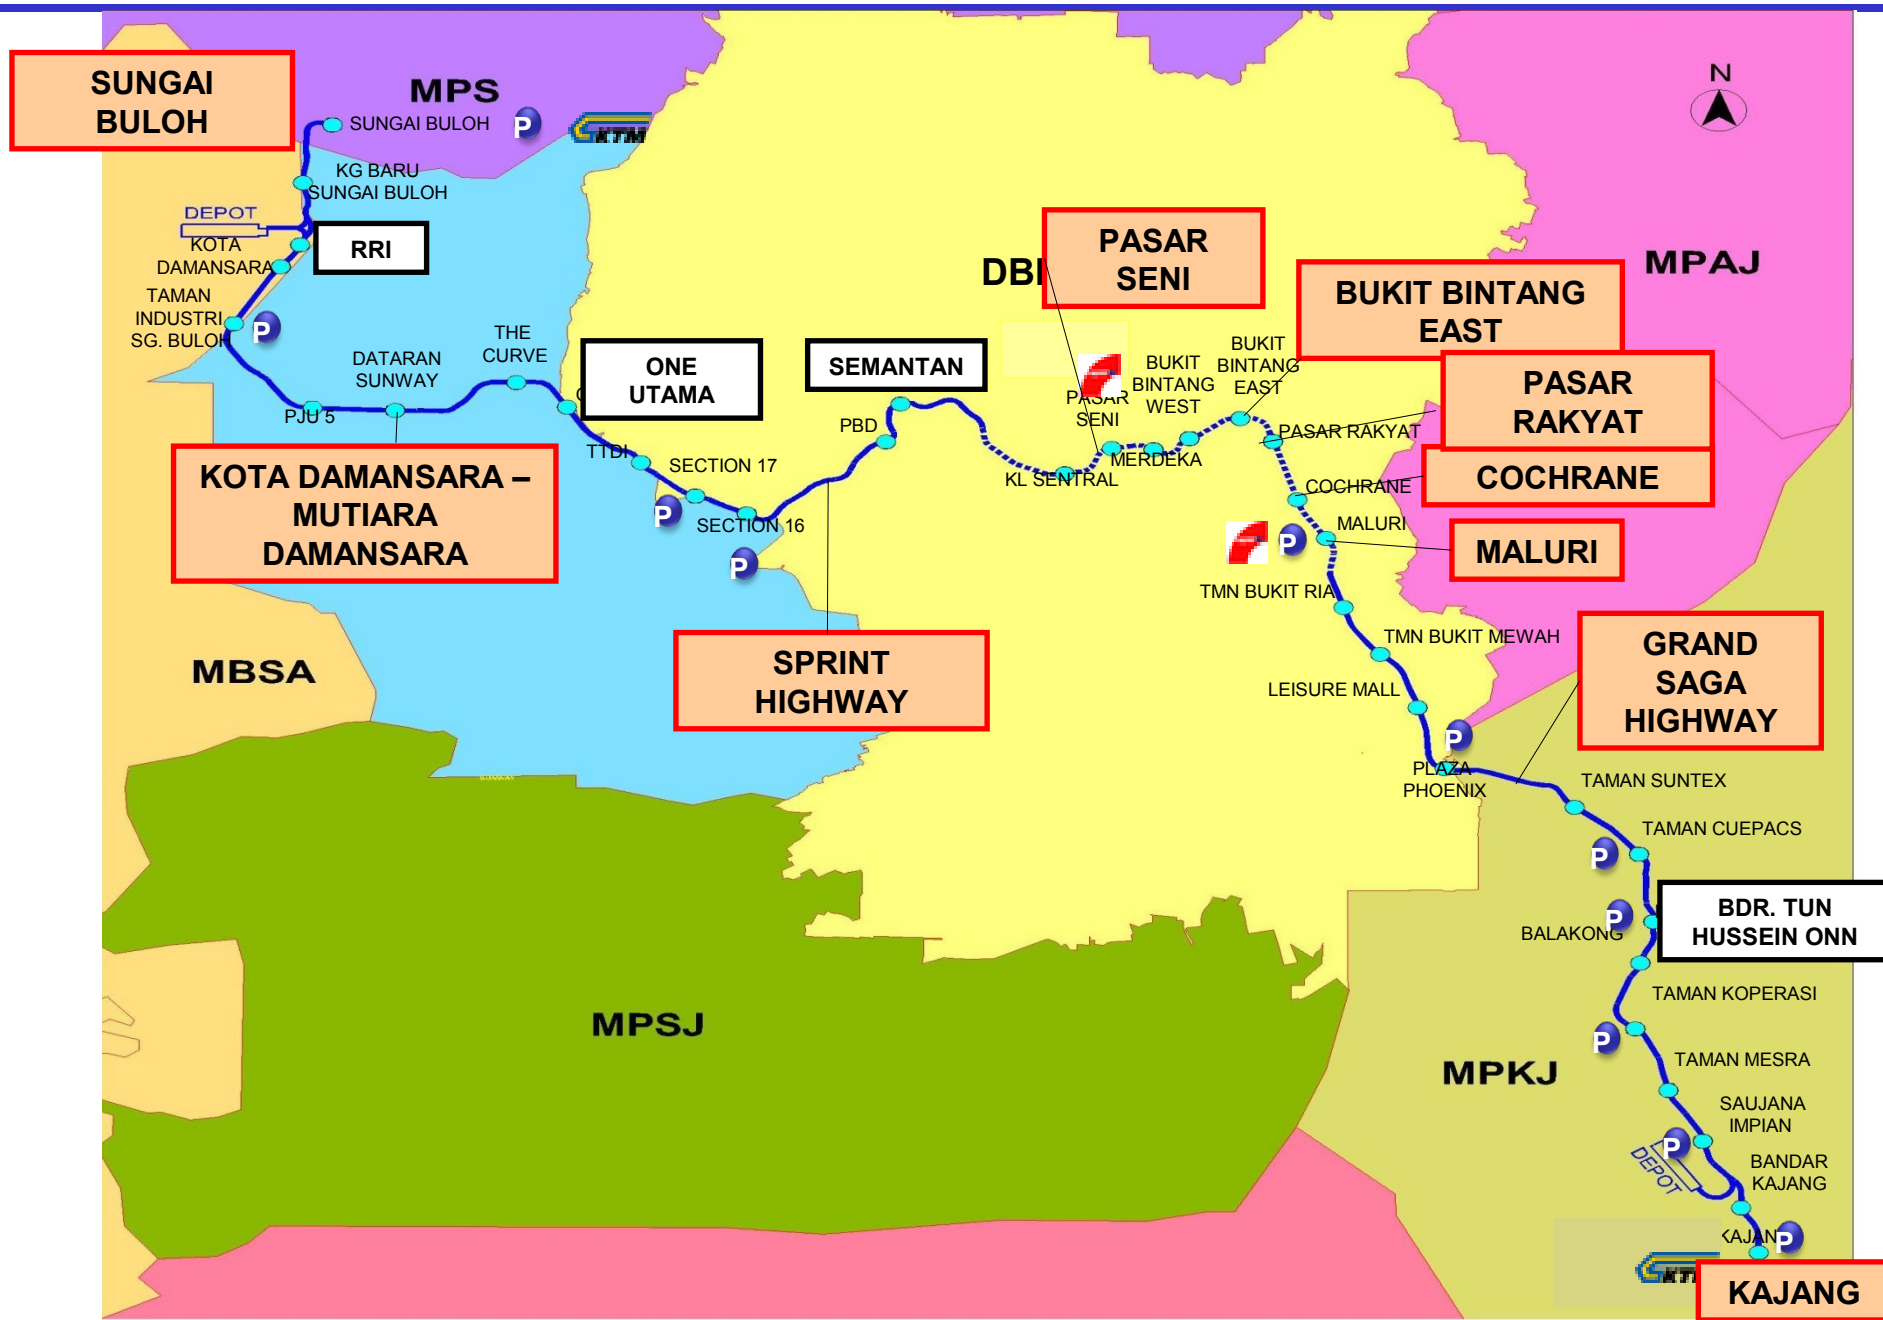 SUNGAI
BULOH
MPS
SUNGAI BULOH
P
KTM
N
KG BARU
SUNGAI BULOH
DEPOT
KOTA
DAMANSARA
RRI
TAMAN
INDUSTRI
SG. BULOH
P
DATARAN
SUNWAY
THE
CURVE
PJU 5
ONE
UTAMA
SEMANTAN
DB
PASAR
SENI
MPAJ
BUKIT BINTANG
EAST
BUKIT
BINTANG
EAST
BUKIT
BINTANG
WEST
PASAR
SENI
PASAR
RAKYAT
PBD
TTDI
SECTION 17
P
SECTION 16
P
KL SENTRAL
MERDEKA
PASAR RAKYAT
COCHRANE
COCHRANE
MALURI
P
MALURI
KOTA DAMANSARA –
MUTIARA
DAMANSARA
TMN BUKIT RIA
TMN BUKIT MEWAH
LEISURE MALL
MBSA
SPRINT
HIGHWAY
GRAND
SAGA
HIGHWAY
P
PLAZA
PHOENIX
SUNWAY
TAMAN SUNTEX
TAMAN CUEPACS
P
P
BALAKONG
BDR. TUN
HUSSEIN ONN
TAMAN KOPERASI
P
MPSJ
MPKJ
TAMAN MESRA
SAUJANA
IMPIAN
P
DEPOT
BANDAR
KAJANG
KAJAN
P
KT
KAJANG